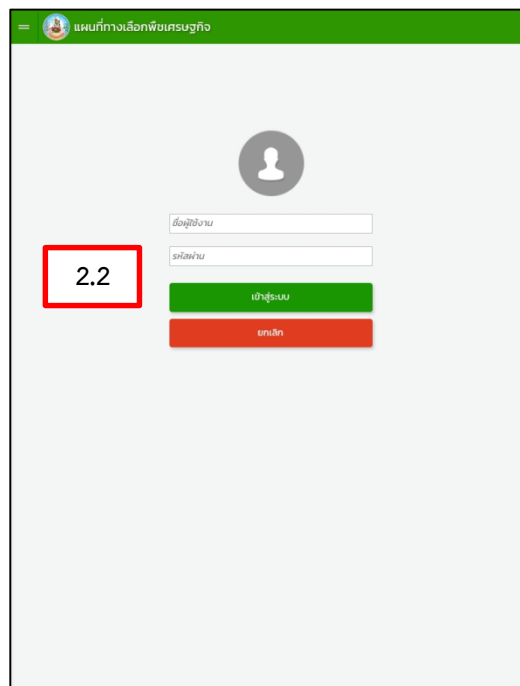 แผนที่ทางเลือกพืชเศรษฐกิจ
ชื่อผู้ใช้งาน
รหัสผ่าน
2.2
เข้าสู่ระบบ
ยกเลิก